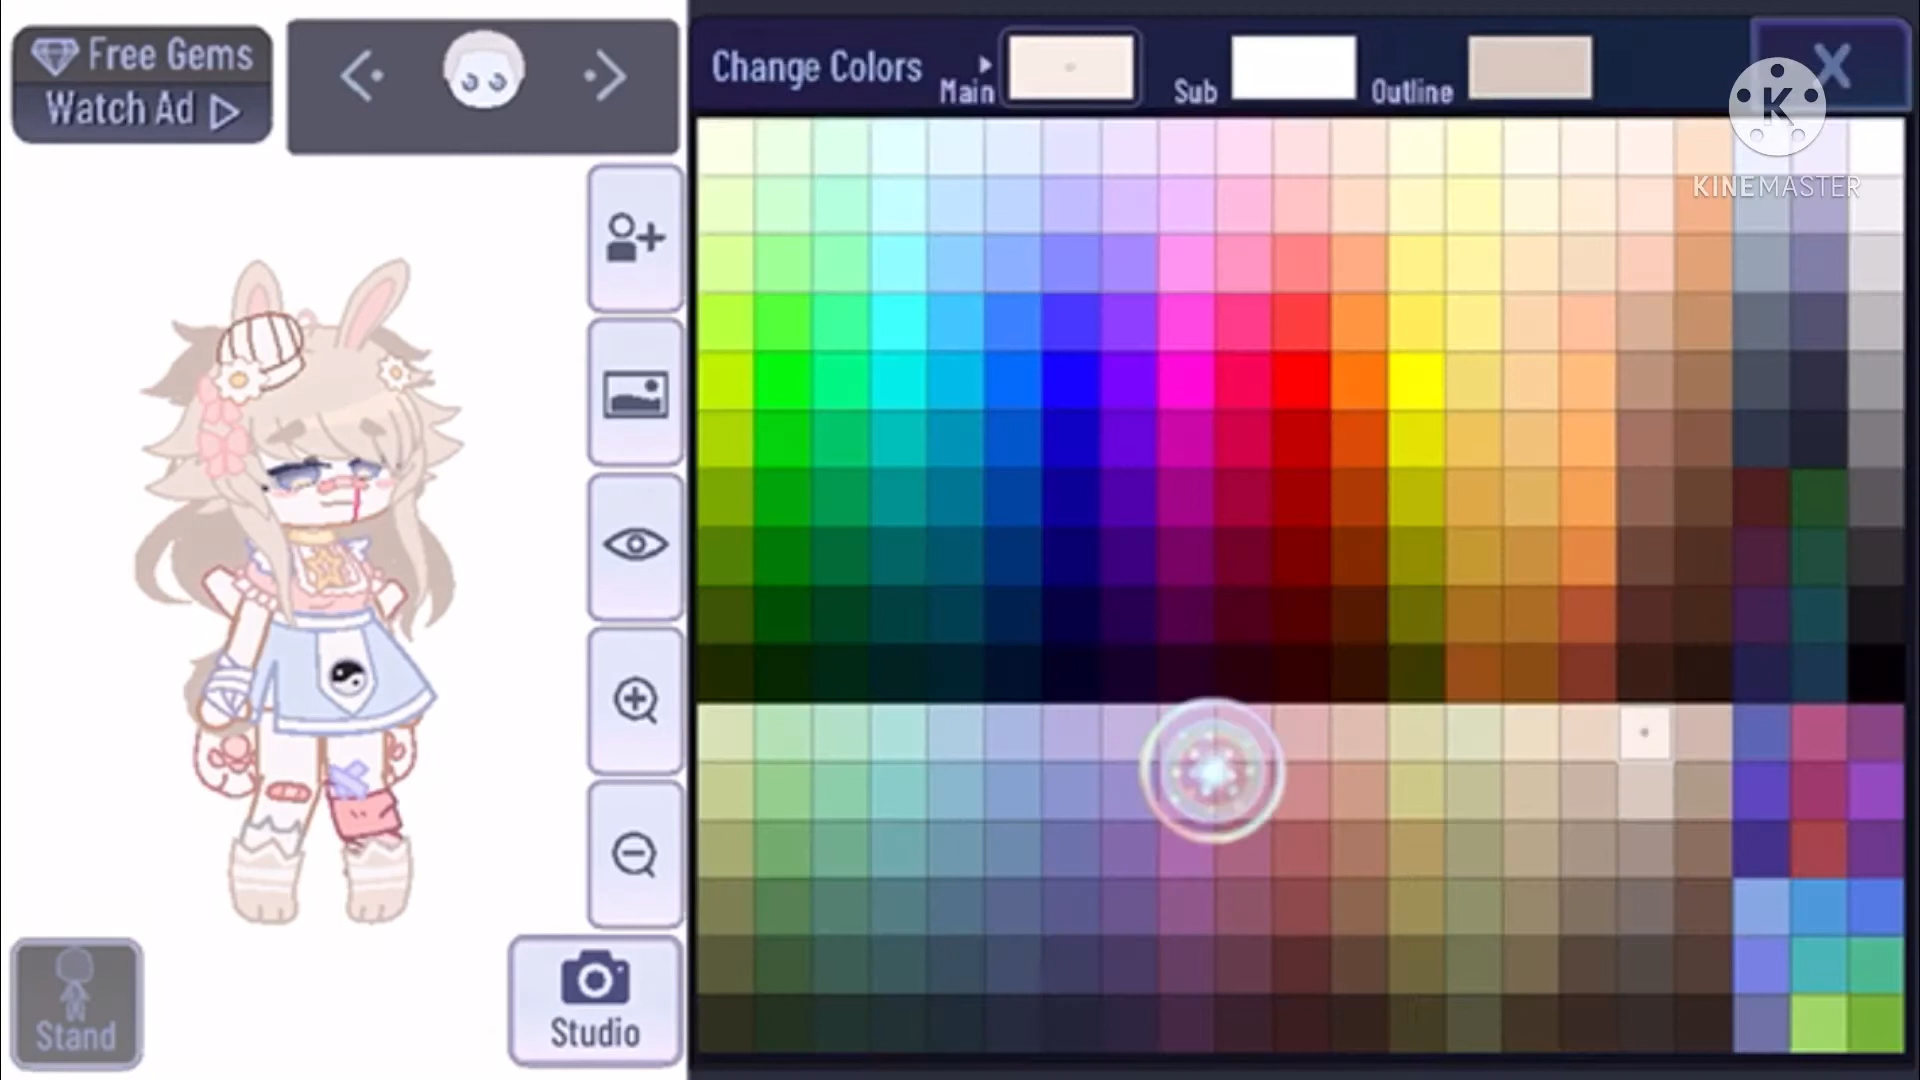 Free Gems
Watch Ad
Change Colors
Main
Sub
Outline
X
K
KINEMASTER
Stand
Studio